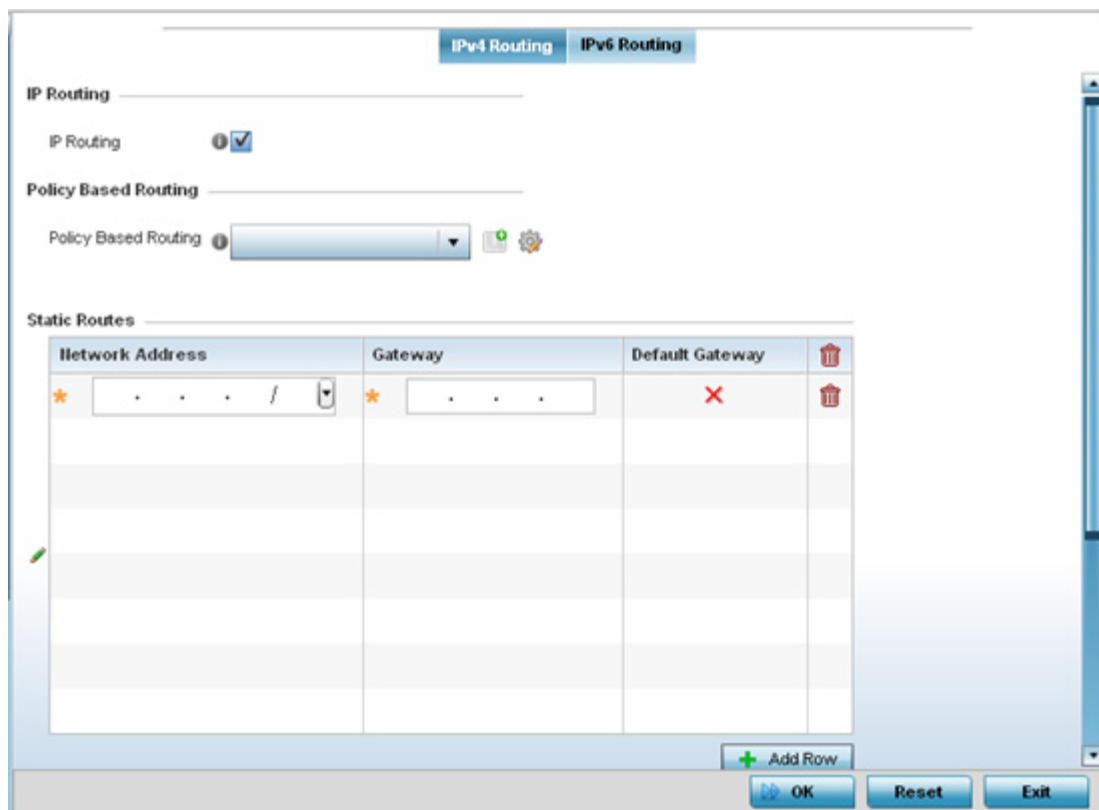 IPv4 Routing IPv6 Routing
IP Routing
IP Routing
Policy Based Routing
Policy Based Routing
Static Routes
Network Address Gateway Default Gateway
* . . . / * . . .
+ Add Row
OK Reset Exit